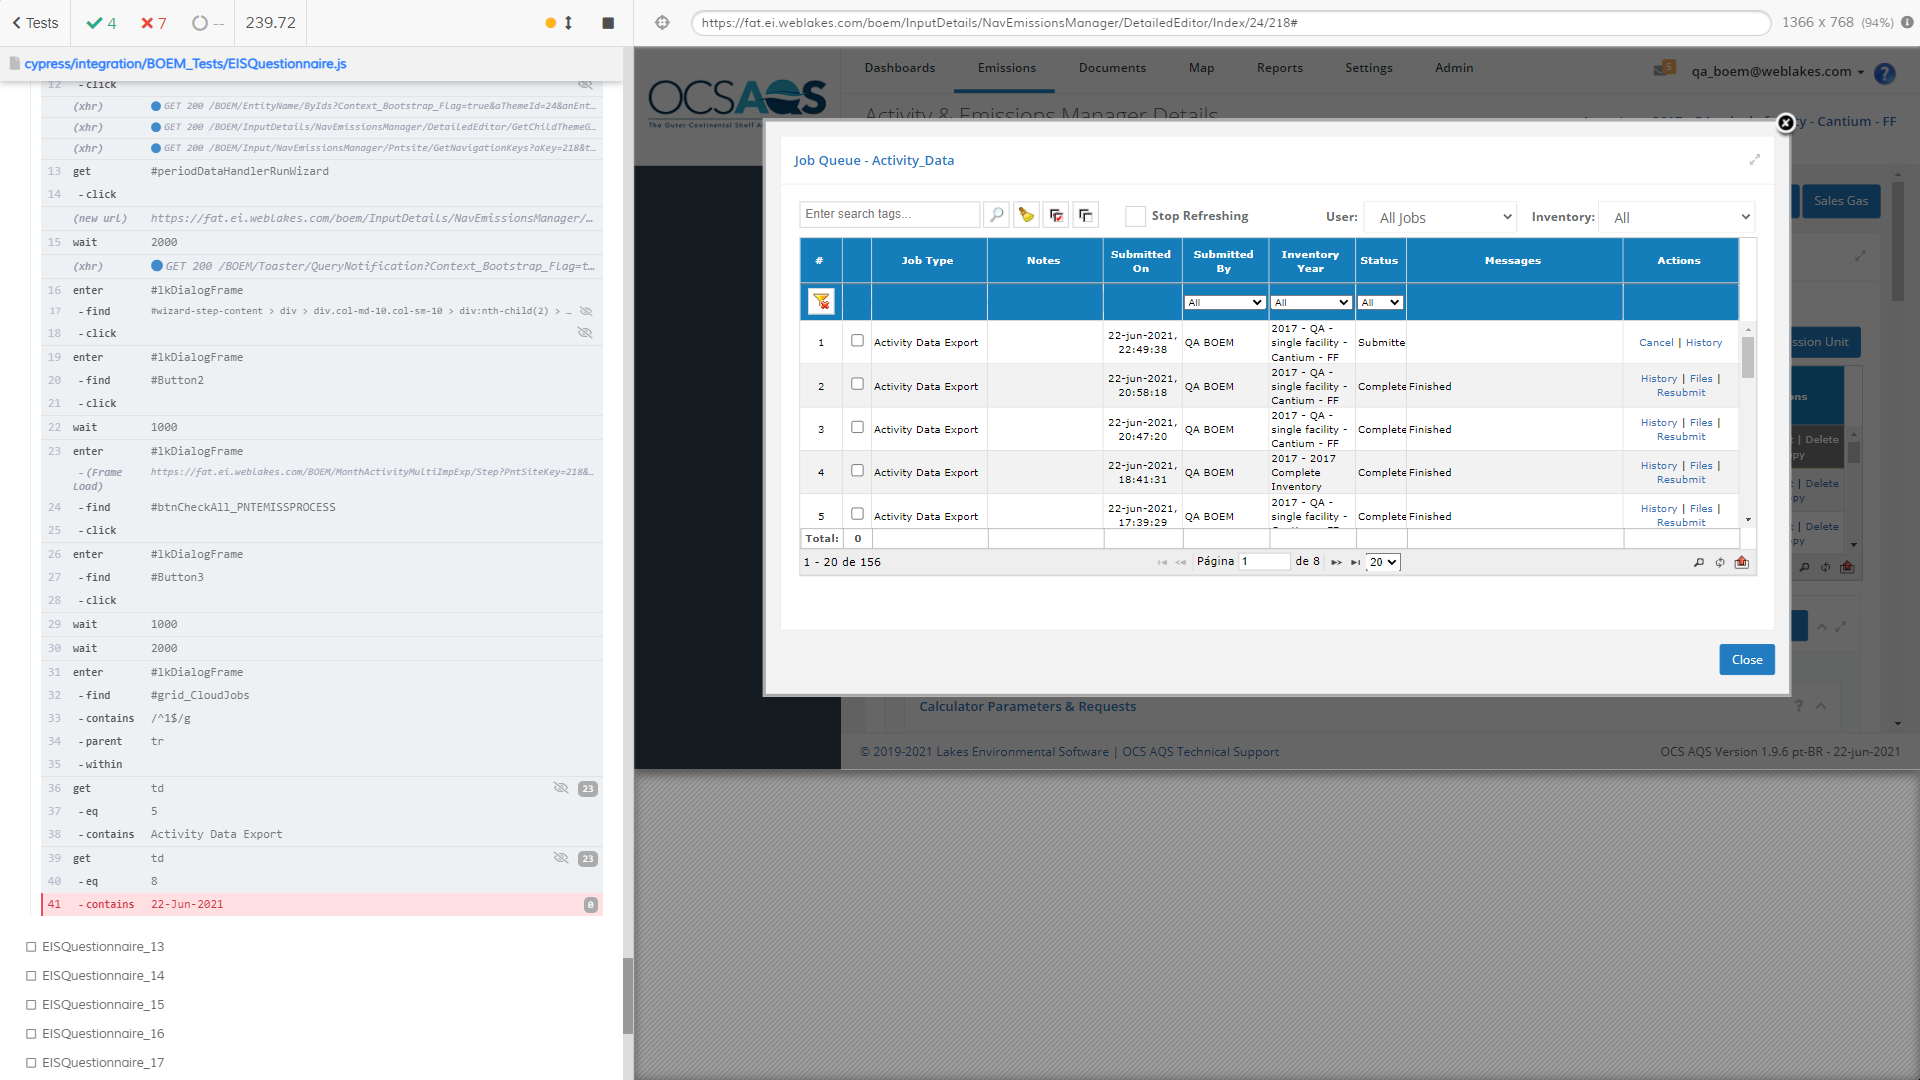 Tests
4
7
--
239.72
https://fat.ei.weblakes.com/boem/InputDetails/NavEmissionsManager/DetailedEditor/Index/24/218#
1366 x 768 (94%)
cypress/integration/BOEM_Tests/EISQuestionnaire.js
12 - click
(xhr) GET 200 /BOEM/EntityName/ByIds?Context_Bootstrap_Flag=true&aThemeId=24&anEnt...
(xhr) GET 200 /BOEM/InputDetails/NavEmissionsManager/DetailedEditor/GetChildThemeG...
(xhr) GET 200 /BOEM/Input/NavEmissionsManager/Pntsite/GetNavigationKeys?aKey=218&t...
13 get #periodDataHandlerRunWizard
14 - click
(new url) https://fat.ei.weblakes.com/boem/InputDetails/NavEmissionsManager/...
15 wait 2000
(xhr) GET 200 /BOEM/Toaster/QueryNotification?Context_Bootstrap_Flag=t...
16 enter #lkDialogFrame
17 - find #wizard-step-content > div > div.col-md-10.col-sm-10 > div:nth-child(2) > …
18 - click
19 enter #lkDialogFrame
20 - find #Button2
21 - click
22 wait 1000
23 enter #lkDialogFrame
- (Frame Load) https://fat.ei.weblakes.com/BOEM/MonthActivityMultiImpExp/Step?PntSiteKey=218&…
24 - find #btnCheckAll_PNTEMISSPROCESS
25 - click
26 enter #lkDialogFrame
27 - find #Button3
28 - click
29 wait 1000
30 wait 2000
31 enter #lkDialogFrame
32 - find #grid_CloudJobs
33 - contains /^1$/g
34 - parent tr
35 - within
36 get td 23
37 - eq 5
38 - contains Activity Data Export
39 get td 23
40 - eq 8
41 - contains 22-Jun-2021 0
EISQuestionnaire_13
EISQuestionnaire_14
EISQuestionnaire_15
EISQuestionnaire_16
EISQuestionnaire_17
OCSAQS
Dashboards Emissions Documents Map Reports Settings Admin
5 qa_boem@weblakes.com ?
Activity & Emissions Manager Details
y - Cantium - FF
Sales Gas
Job Queue - Activity_Data
Enter search tags... Stop Refreshing User: All Jobs Inventory: All
# Job Type Notes Submitted On Submitted By Inventory Year Status Messages Actions
All All All
1 Activity Data Export 22-jun-2021, 22:49:38 QA BOEM 2017 - QA - single facility - Cantium - FF Submitte Cancel | History
2 Activity Data Export 22-jun-2021, 20:58:18 QA BOEM 2017 - QA - single facility - Cantium - FF Complete Finished History | Files | Resubmit
3 Activity Data Export 22-jun-2021, 20:47:20 QA BOEM 2017 - QA - single facility - Cantium - FF Complete Finished History | Files | Resubmit
4 Activity Data Export 22-jun-2021, 18:41:31 QA BOEM 2017 - 2017 Complete Inventory Complete Finished History | Files | Resubmit
5 Activity Data Export 22-jun-2021, 17:39:29 QA BOEM 2017 - QA - single facility - Complete Finished History | Files | Resubmit
Total: 0
1 - 20 de 156 Página 1 de 8 20
Close
ssion Unit
ns
| Delete
py
| Delete
py
| Delete
py
Calculator Parameters & Requests ?
© 2019-2021 Lakes Environmental Software | OCS AQS Technical Support
OCS AQS Version 1.9.6 pt-BR - 22-jun-2021